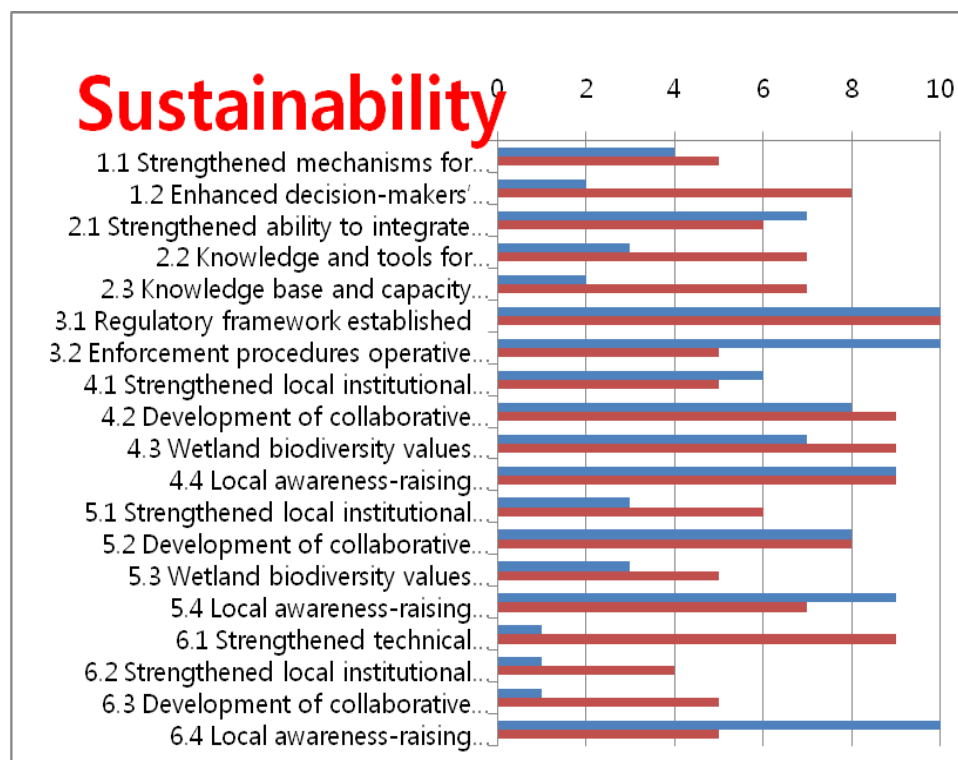 Sustainability
0 2 4 6 8 10
1.1 Strengthened mechanisms for...
1.2 Enhanced decision-makers'...
2.1 Strengthened ability to integrate...
2.2 Knowledge and tools for...
2.3 Knowledge base and capacity...
3.1 Regulatory framework established
3.2 Enforcement procedures operative...
4.1 Strengthened local institutional...
4.2 Development of collaborative...
4.3 Wetland biodiversity values...
4.4 Local awareness-raising...
5.1 Strengthened local institutional...
5.2 Development of collaborative...
5.3 Wetland biodiversity values...
5.4 Local awareness-raising...
6.1 Strengthened technical...
6.2 Strengthened local institutional...
6.3 Development of collaborative...
6.4 Local awareness-raising...